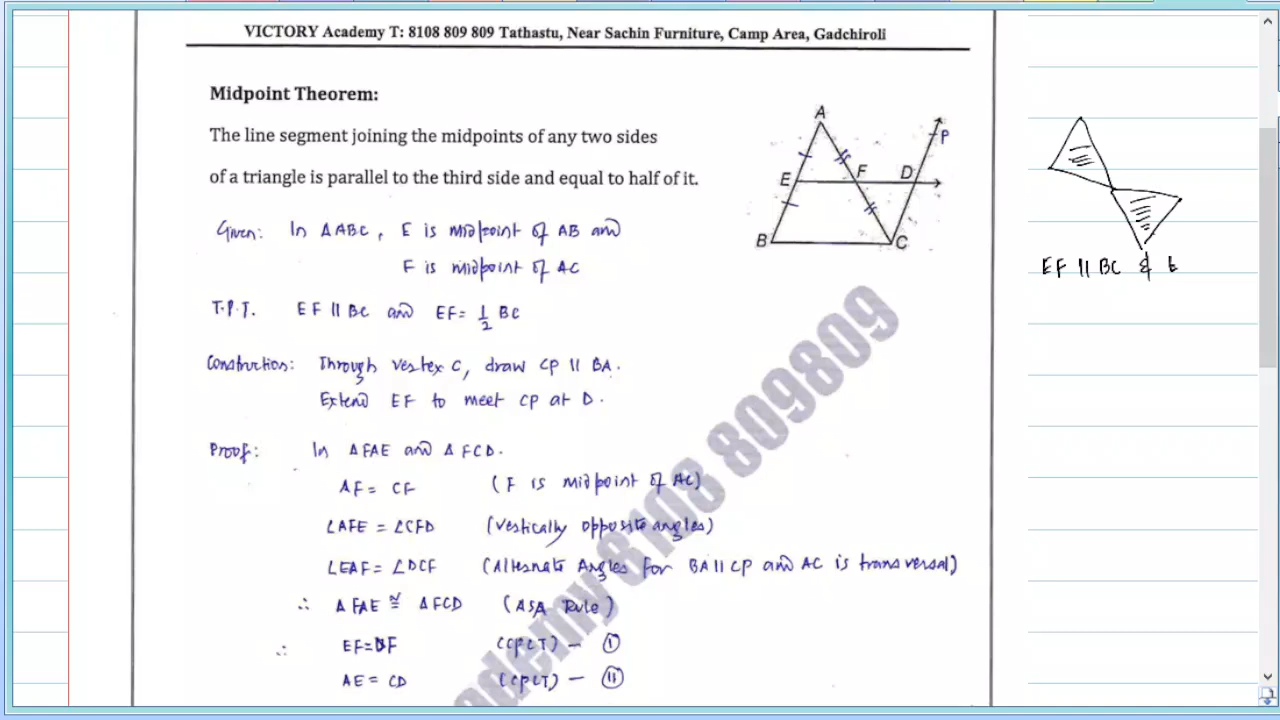 VICTORY Academy T: 8108 809 809 Tathastu, Near Sachin Furniture, Camp Area, Gadchiroli
Midpoint Theorem:
The line segment joining the midpoints of any two sides
of a triangle is parallel to the third side and equal to half of it.
A
P
E
F
D
B
C
Given: In ΔABC, E is midpoint of AB and
F is midpoint of AC
T.P.T. EF || BC and EF = 1/2 BC
Construction: Through vertex C, draw CP || BA.
Extend EF to meet CP at D.
Proof: In ΔFAE and ΔFCD.
AF = CF (F is midpoint of AC)
∠AFE = ∠CFD (Vertically opposite angles)
∠EAF = ∠DCF (Alternate Angles for BA || CP and AC is transversal)
∴ ΔFAE ≅ ΔFCD (ASA Rule)
∴ EF = DF (CPCT) – I
AE = CD (CPCT) – II
EF || BC & E
ademy 8108 809809